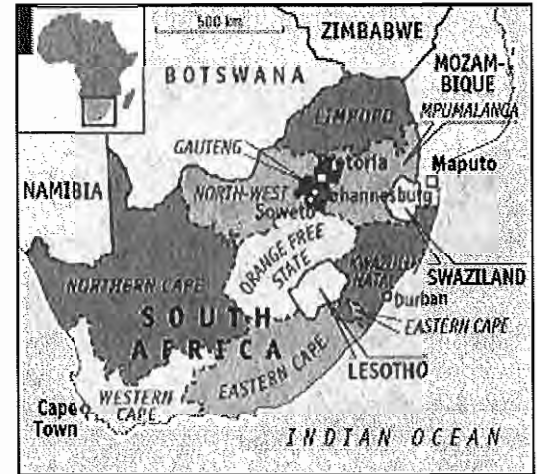 500 km
ZIMBABWE
BOTSWANA
MOZAM-
BIQUE
LIMPOPO
MPUMALANGA
GAUTENG
Pretoria
Maputo
NAMIBIA
NORTH-WEST
Johannesburg
Soweto
ORANGE FREE
STATE
KWAZULU
NATAL
SWAZILAND
NORTHERN CAPE
Durban
SOUTH
AFRICA
EASTERN CAPE
EASTERN CAPE
LESOTHO
WESTERN
CAPE
Cape
Town
INDIAN OCEAN